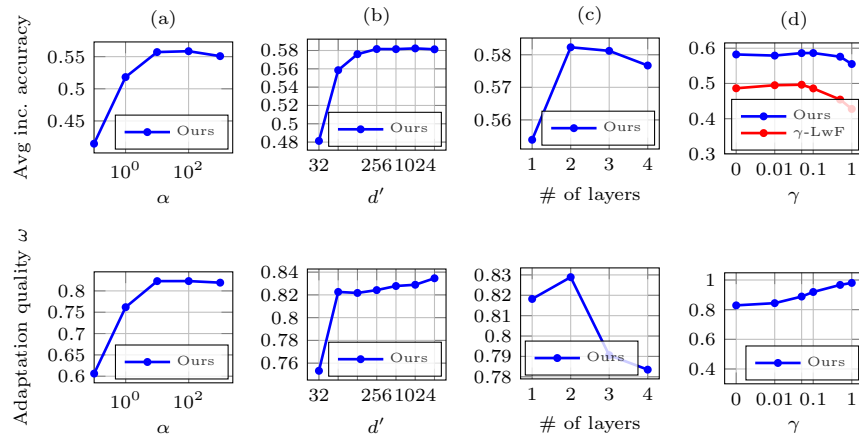 (a) (b) (c) (d)
Avg inc. accuracy
0.55 0.5 0.45
10^0 10^2
α
Ours
0.58 0.56 0.54 0.52 0.5 0.48
32 256 1024
d′
Ours
0.58 0.57 0.56
1 2 3 4
# of layers
Ours
0.6 0.5 0.4 0.3
0 0.01 0.1 1
γ
Ours
γ-LwF
Adaptation quality ω
0.8 0.75 0.7 0.65 0.6
10^0 10^2
α
Ours
0.84 0.82 0.8 0.78 0.76
32 256 1024
d′
Ours
0.83 0.82 0.81 0.8 0.79 0.78
1 2 3 4
# of layers
Ours
1 0.8 0.6 0.4
0 0.01 0.1 1
γ
Ours